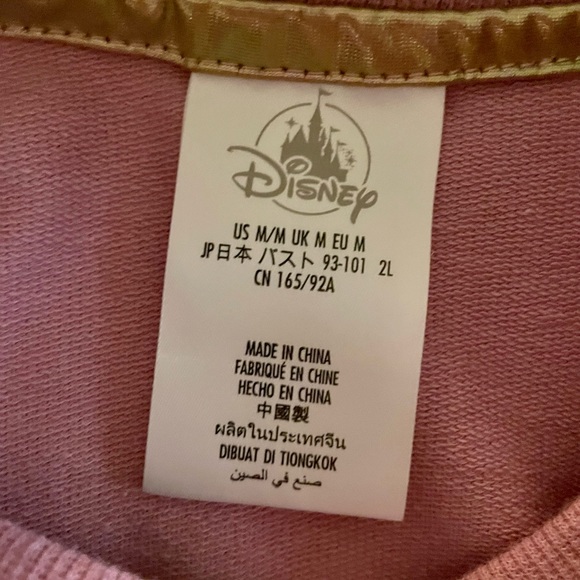 Disney
US M/M UK M EU M
JP日本 バスト 93-101 2L
CN 165/92A
MADE IN CHINA
FABRIQUÉ EN CHINE
HECHO EN CHINA
中國製
ผลิตในประเทศจีน
DIBUAT DI TIONGKOK
صنع في الصين